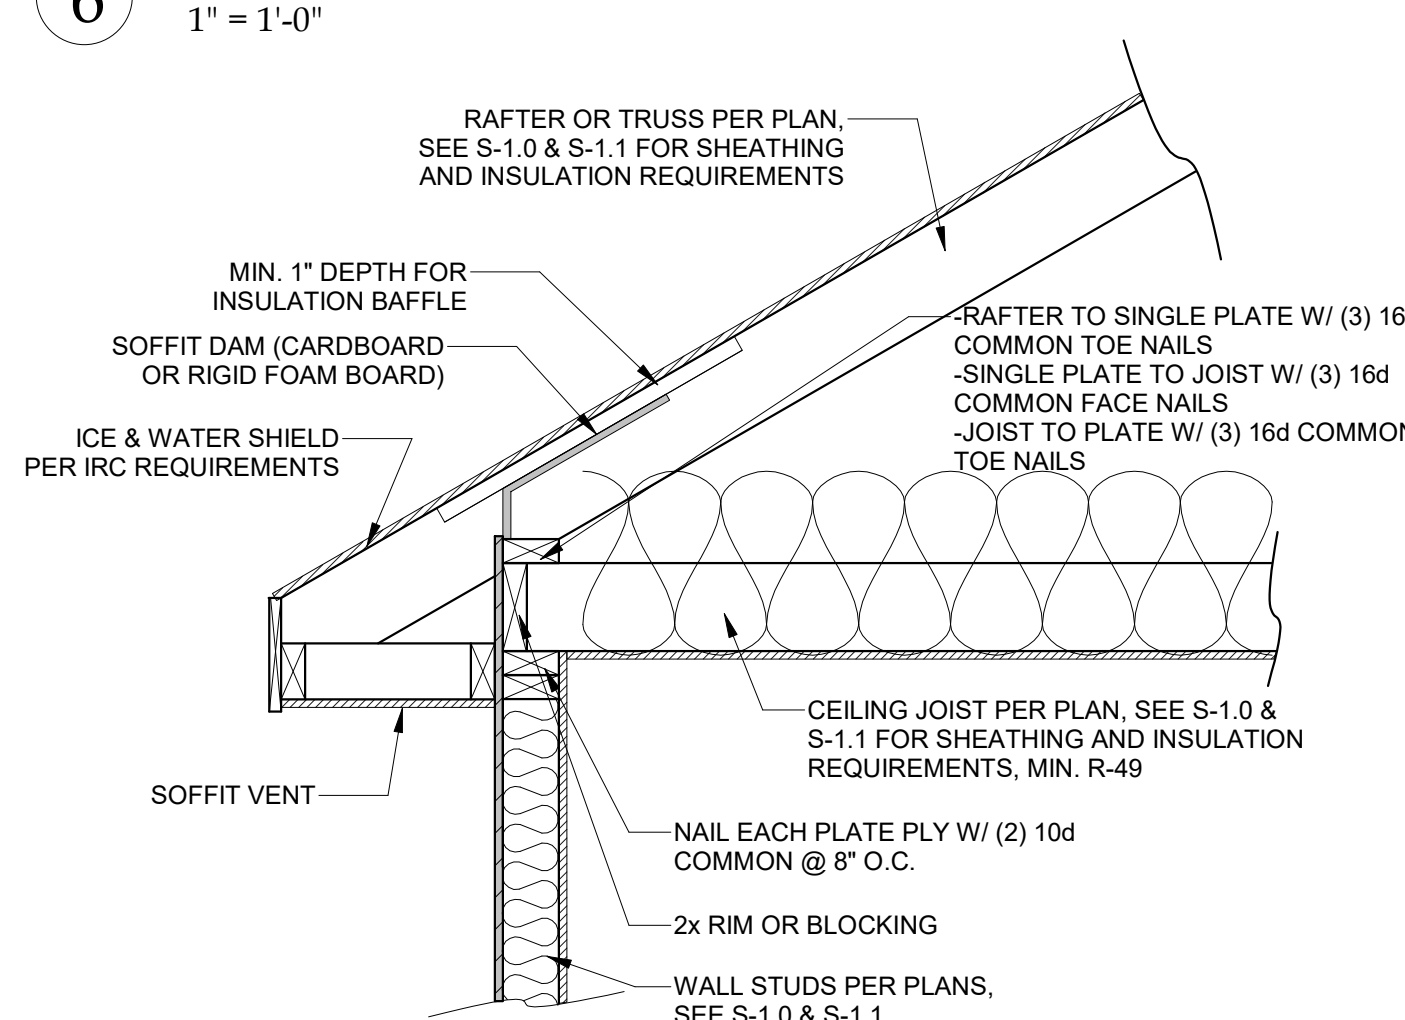 6
1" = 1'-0"
RAFTER OR TRUSS PER PLAN,
SEE S-1.0 & S-1.1 FOR SHEATHING
AND INSULATION REQUIREMENTS
MIN. 1" DEPTH FOR
INSULATION BAFFLE
SOFFIT DAM (CARDBOARD
OR RIGID FOAM BOARD)
ICE & WATER SHIELD
PER IRC REQUIREMENTS
-RAFTER TO SINGLE PLATE W/ (3) 16
COMMON TOE NAILS
-SINGLE PLATE TO JOIST W/ (3) 16d
COMMON FACE NAILS
-JOIST TO PLATE W/ (3) 16d COMMON
TOE NAILS
CEILING JOIST PER PLAN, SEE S-1.0 &
S-1.1 FOR SHEATHING AND INSULATION
REQUIREMENTS, MIN. R-49
SOFFIT VENT
NAIL EACH PLATE PLY W/ (2) 10d
COMMON @ 8" O.C.
2x RIM OR BLOCKING
WALL STUDS PER PLANS,
SEE S-1.0 & S-1.1